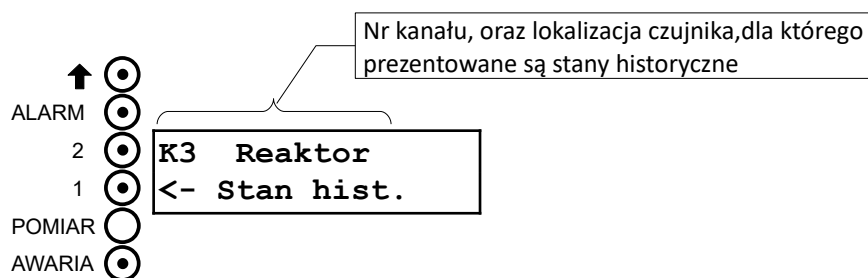 Nr kanału, oraz lokalizacja czujnika,dla którego
prezentowane są stany historyczne
ALARM
2
1
POMIAR
AWARIA
K3 Reaktor
<- Stan hist.